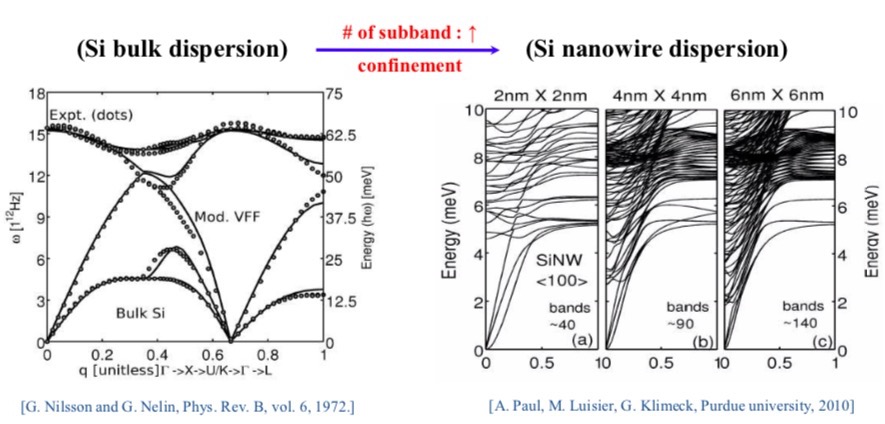 (Si bulk dispersion)
# of subband : ↑
confinement
(Si nanowire dispersion)
18
15
12
9
6
3
0
ω [1¹²Hz]
Expt. (dots)
Mod. VFF
Bulk Si
75
62.5
50
37.5
25
12.5
0
Energy (hω) [meV]
0 0.2 0.4 0.6 0.8 1
q [unitless]Γ->X->U/K->Γ->L
2nm X 2nm 4nm X 4nm 6nm X 6nm
10
8
6
4
2
0
Energy (meV)
SiNW
<100>
bands
~40
(a)
bands
~90
(b)
bands
~140
(c)
10
8
6
4
2
0
Energy (meV)
0 0.5 10 0.5 10 0.5 1
[G. Nilsson and G. Nelin, Phys. Rev. B, vol. 6, 1972.]
[A. Paul, M. Luisier, G. Klimeck, Purdue university, 2010]